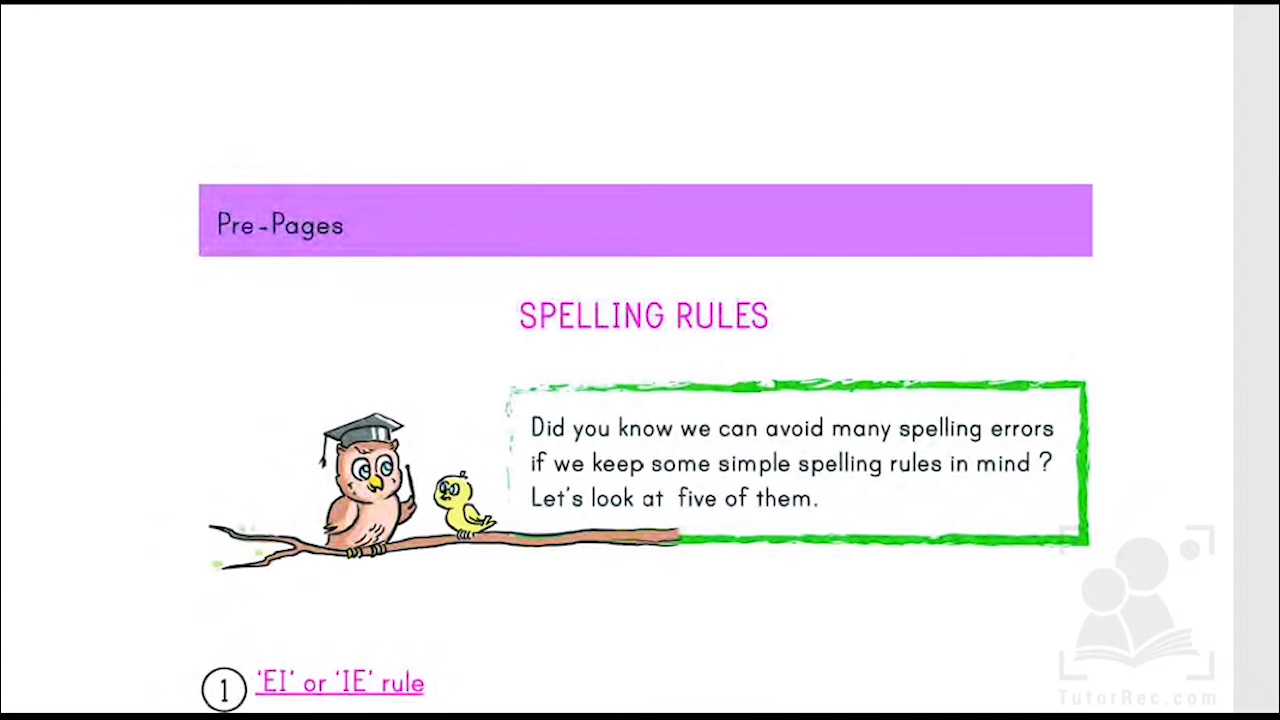 Pre-Pages
SPELLING RULES
Did you know we can avoid many spelling errors
if we keep some simple spelling rules in mind ?
Let's look at five of them.
1 'EI' or 'IE' rule
TutorRec.com